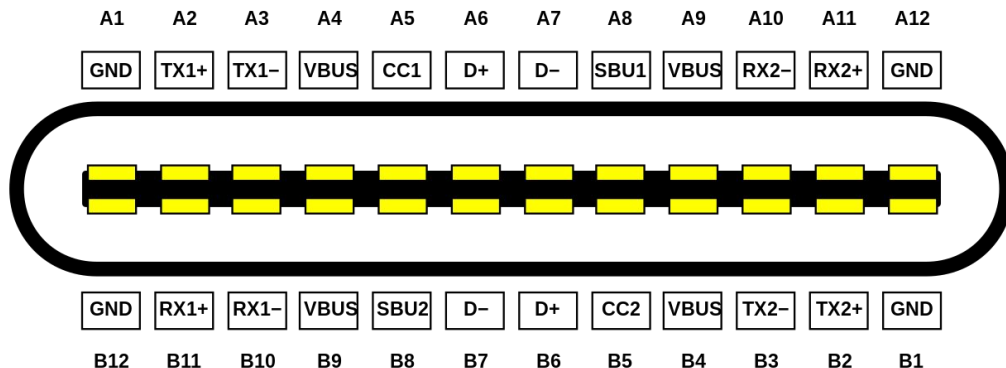 A1 A2 A3 A4 A5 A6 A7 A8 A9 A10 A11 A12
GND TX1+ TX1− VBUS CC1 D+ D− SBU1 VBUS RX2− RX2+ GND
GND RX1+ RX1− VBUS SBU2 D− D+ CC2 VBUS TX2− TX2+ GND
B12 B11 B10 B9 B8 B7 B6 B5 B4 B3 B2 B1